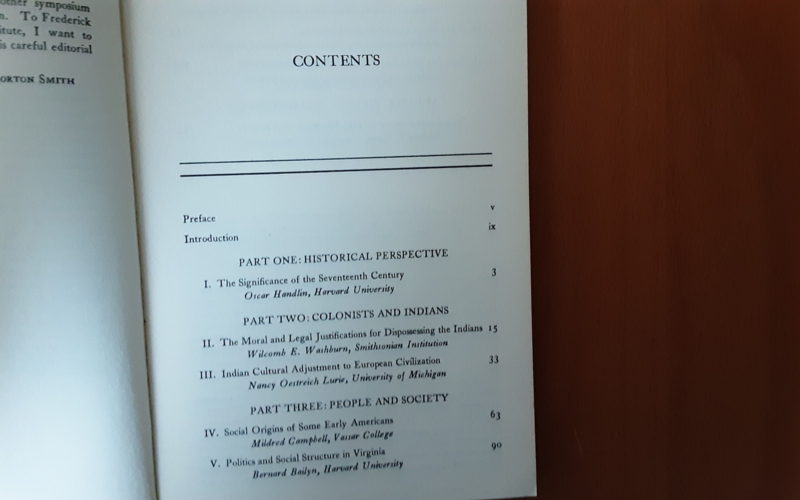 other symposium
n. To Frederick
itute, I want to
is careful editorial
ORTON SMITH
CONTENTS
Preface v
Introduction ix
PART ONE: HISTORICAL PERSPECTIVE
I. The Significance of the Seventeenth Century 3
Oscar Handlin, Harvard University
PART TWO: COLONISTS AND INDIANS
II. The Moral and Legal Justifications for Dispossessing the Indians 15
Wilcomb E. Washburn, Smithsonian Institution
III. Indian Cultural Adjustment to European Civilization 33
Nancy Oestreich Lurie, University of Michigan
PART THREE: PEOPLE AND SOCIETY
IV. Social Origins of Some Early Americans 63
Mildred Campbell, Vassar College
V. Politics and Social Structure in Virginia 90
Bernard Bailyn, Harvard University